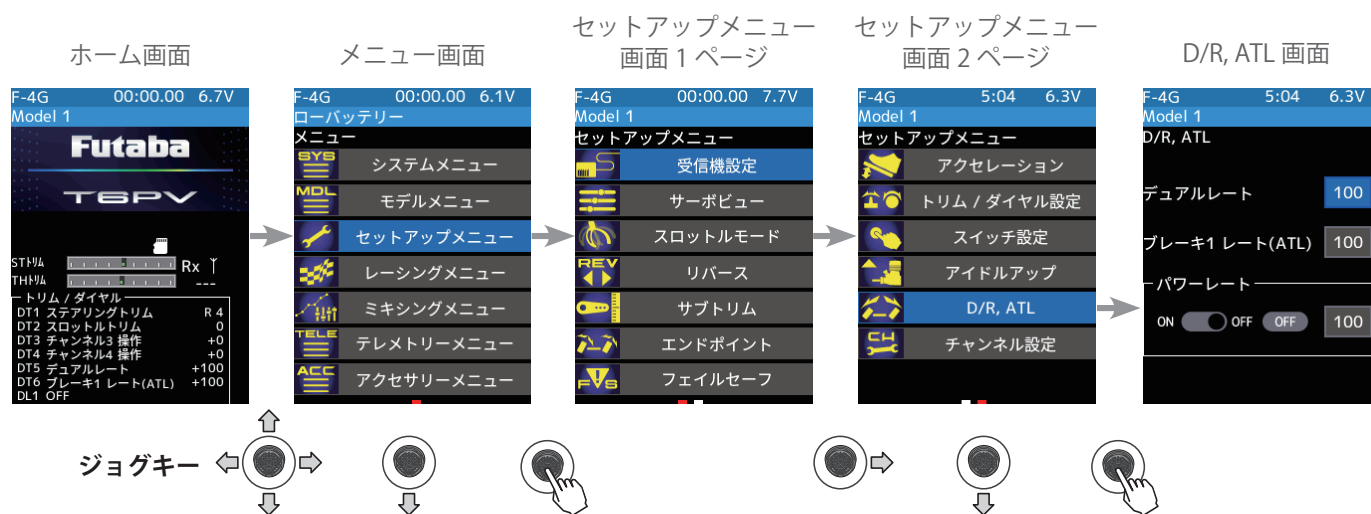 ホーム画面
F-4G 00:00.00 6.7V
Model 1
Futaba
T6PV
STトリム
Rx
THトリム
---
トリム / ダイヤル
DT1 ステアリングトリム R 4
DT2 スロットルトリム 0
DT3 チャンネル3 操作 +0
DT4 チャンネル4 操作 +0
DT5 デュアルレート +100
DT6 ブレーキ1 レート(ATL) +100
DL1 OFF
メニュー画面
F-4G 00:00.00 6.1V
ローバッテリー
メニュー
SYS システムメニュー
MDL モデルメニュー
セットアップメニュー
レーシングメニュー
ミキシングメニュー
TELE テレメトリーメニュー
ACC アクセサリーメニュー
セットアップメニュー
画面 1 ページ
F-4G 00:00.00 7.7V
Model 1
セットアップメニュー
受信機設定
サーボビュー
スロットルモード
REV リバース
サブトリム
エンドポイント
F/S フェイルセーフ
セットアップメニュー
画面 2 ページ
F-4G 5:04 6.3V
Model 1
セットアップメニュー
アクセレーション
トリム / ダイヤル設定
スイッチ設定
アイドルアップ
D/R, ATL
CH チャンネル設定
D/R, ATL 画面
F-4G 5:04 6.3V
Model 1
D/R, ATL
デュアルレート 100
ブレーキ1 レート(ATL) 100
パワーレート
ON OFF OFF 100
ジョグキー